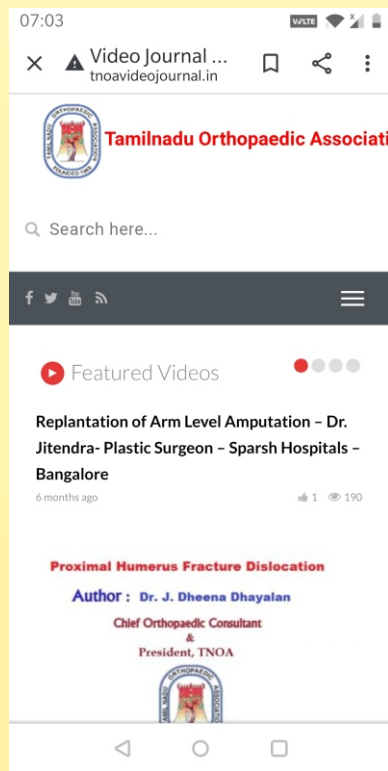 07:03
VoLTE
Video Journal ...
tnoavideojournal.in
Tamilnadu Orthopaedic Associati
Search here...
Featured Videos
Replantation of Arm Level Amputation – Dr.
Jitendra- Plastic Surgeon – Sparsh Hospitals –
Bangalore
6 months ago
1
190
Proximal Humerus Fracture Dislocation
Author : Dr. J. Dheena Dhayalan
Chief Orthopaedic Consultant
&
President, TNOA